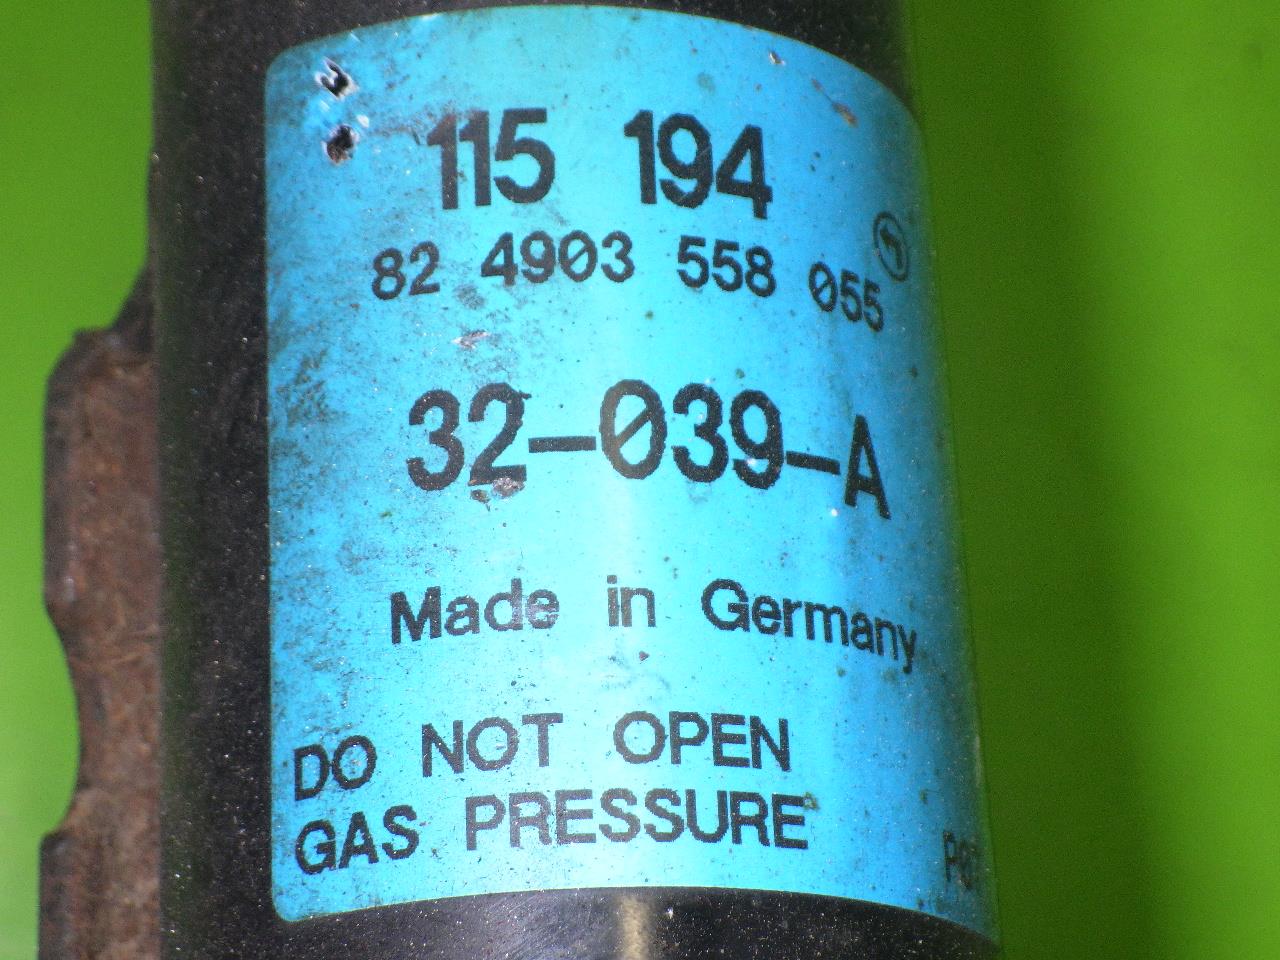 115 194
82 4903 558 055
32-039-A
Made in Germany
DO NOT OPEN
GAS PRESSURE